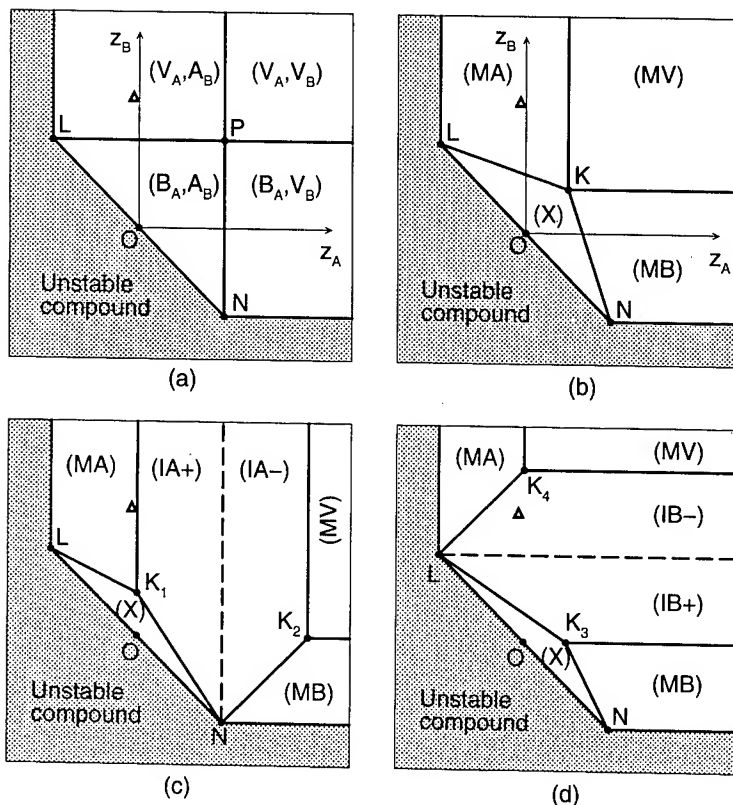 z_B
(V_A,A_B)
(V_A,V_B)
Δ
L
P
(B_A,A_B)
(B_A,V_B)
O
z_A
Unstable
compound
N
(a)
z_B
(MA)
(MV)
Δ
L
K
(X)
O
(MB)
z_A
Unstable
compound
N
(b)
(MA)
(IA+)
(IA−)
(MV)
Δ
L
K_1
(X)
K_2
O
(MB)
Unstable
compound
N
(c)
(MA)
(MV)
K_4
Δ
(IB−)
L
(IB+)
K_3
O
(X)
(MB)
Unstable
compound
N
(d)